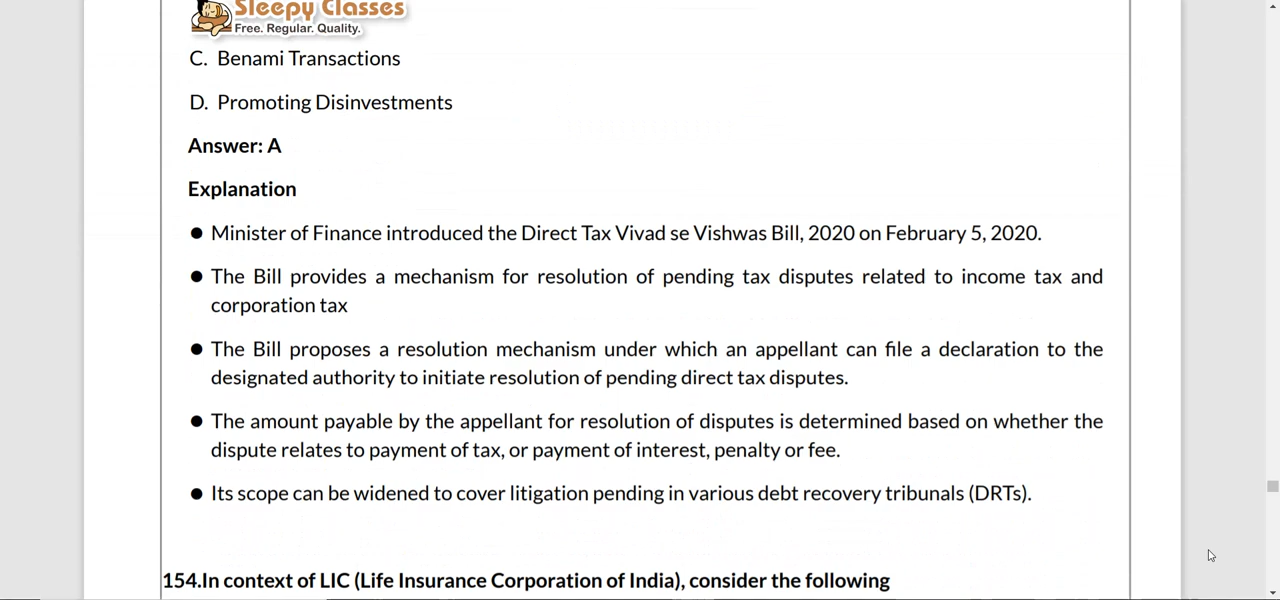 Sleepy Classes
Free. Regular. Quality.
C. Benami Transactions
D. Promoting Disinvestments
Answer: A
Explanation
● Minister of Finance introduced the Direct Tax Vivad se Vishwas Bill, 2020 on February 5, 2020.
● The Bill provides a mechanism for resolution of pending tax disputes related to income tax and
corporation tax
● The Bill proposes a resolution mechanism under which an appellant can file a declaration to the
designated authority to initiate resolution of pending direct tax disputes.
● The amount payable by the appellant for resolution of disputes is determined based on whether the
dispute relates to payment of tax, or payment of interest, penalty or fee.
● Its scope can be widened to cover litigation pending in various debt recovery tribunals (DRTs).
154.In context of LIC (Life Insurance Corporation of India), consider the following